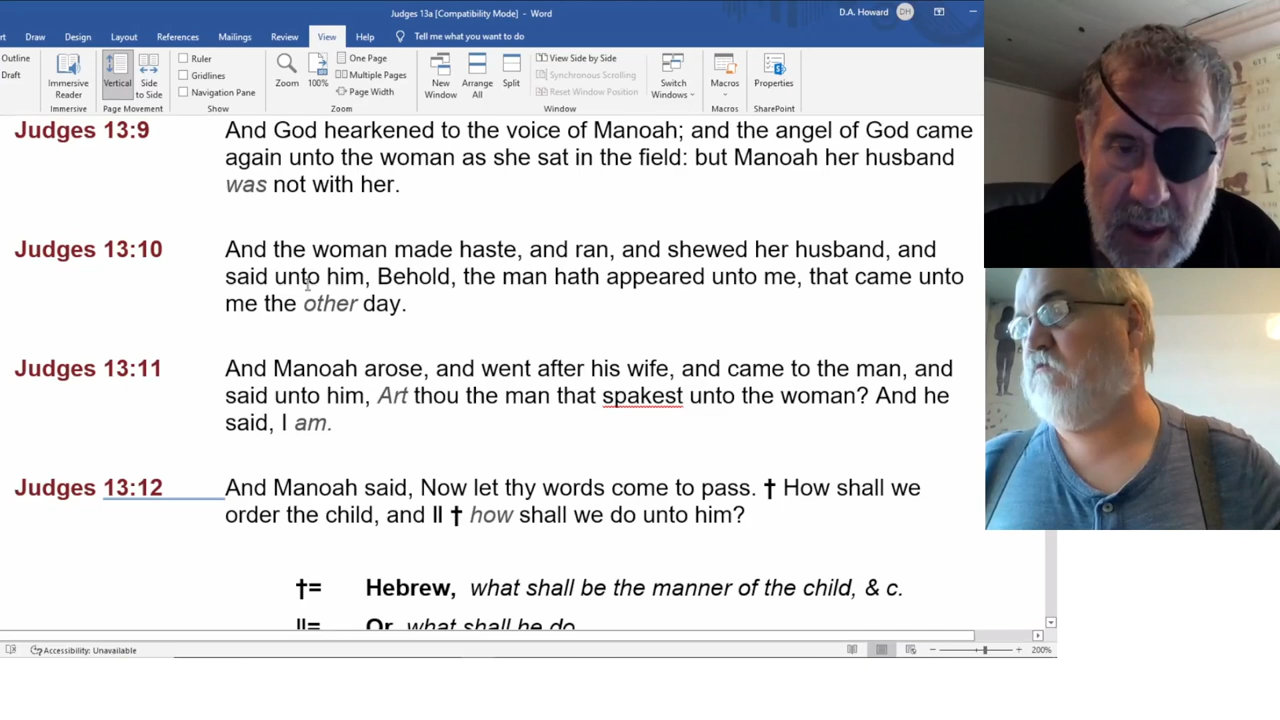 Judges 13a [Compatibility Mode] - Word
D.A. Howard
DH
Draw Design Layout References Mailings Review View Help Tell me what you want to do
Outline
Draft
Immersive
Reader
Immersive
Vertical
Side
to Side
Page Movement
Ruler
Gridlines
Navigation Pane
Show
Zoom
100%
One Page
Multiple Pages
Page Width
Zoom
New
Window
Arrange
All
Split
View Side by Side
Synchronous Scrolling
Reset Window Position
Window
Switch
Windows
Macros
Macros
Properties
SharePoint
Judges 13:9 And God hearkened to the voice of Manoah; and the angel of God came
again unto the woman as she sat in the field: but Manoah her husband
was not with her.
Judges 13:10 And the woman made haste, and ran, and shewed her husband, and
said unto him, Behold, the man hath appeared unto me, that came unto
me the other day.
Judges 13:11 And Manoah arose, and went after his wife, and came to the man, and
said unto him, Art thou the man that spakest unto the woman? And he
said, I am.
Judges 13:12 And Manoah said, Now let thy words come to pass. † How shall we
order the child, and ll † how shall we do unto him?
†= Hebrew, what shall be the manner of the child, & c.
ll= Or, what shall he do
Accessibility: Unavailable
200%